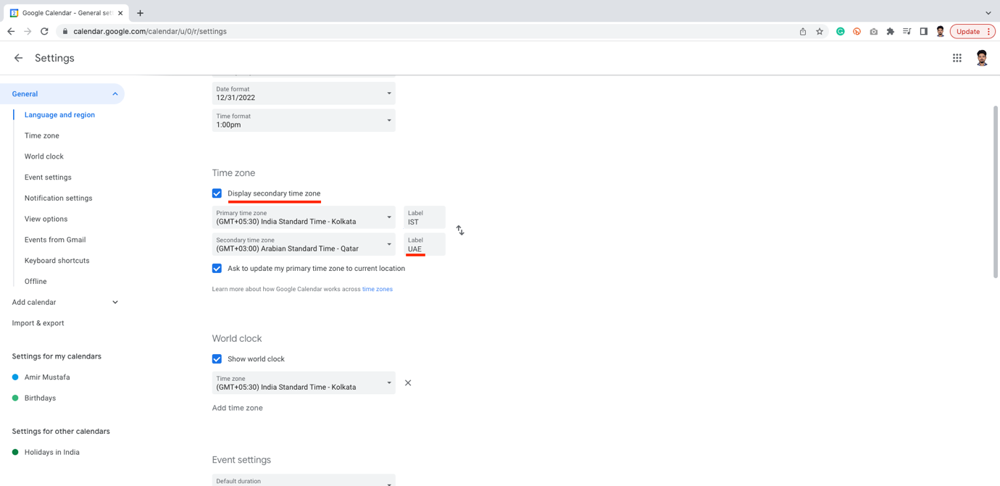 Google Calendar - General sett
calendar.google.com/calendar/u/0/r/settings
Update
Settings
General
Language and region
Time zone
World clock
Event settings
Notification settings
View options
Events from Gmail
Keyboard shortcuts
Offline
Add calendar
Import & export
Settings for my calendars
Amir Mustafa
Birthdays
Settings for other calendars
Holidays in India
Date format
12/31/2022
Time format
1:00pm
Time zone
Display secondary time zone
Primary time zone
(GMT+05:30) India Standard Time - Kolkata
Label
IST
Secondary time zone
(GMT+03:00) Arabian Standard Time - Qatar
Label
UAE
Ask to update my primary time zone to current location
Learn more about how Google Calendar works across time zones
World clock
Show world clock
Time zone
(GMT+05:30) India Standard Time - Kolkata
Add time zone
Event settings
Default duration